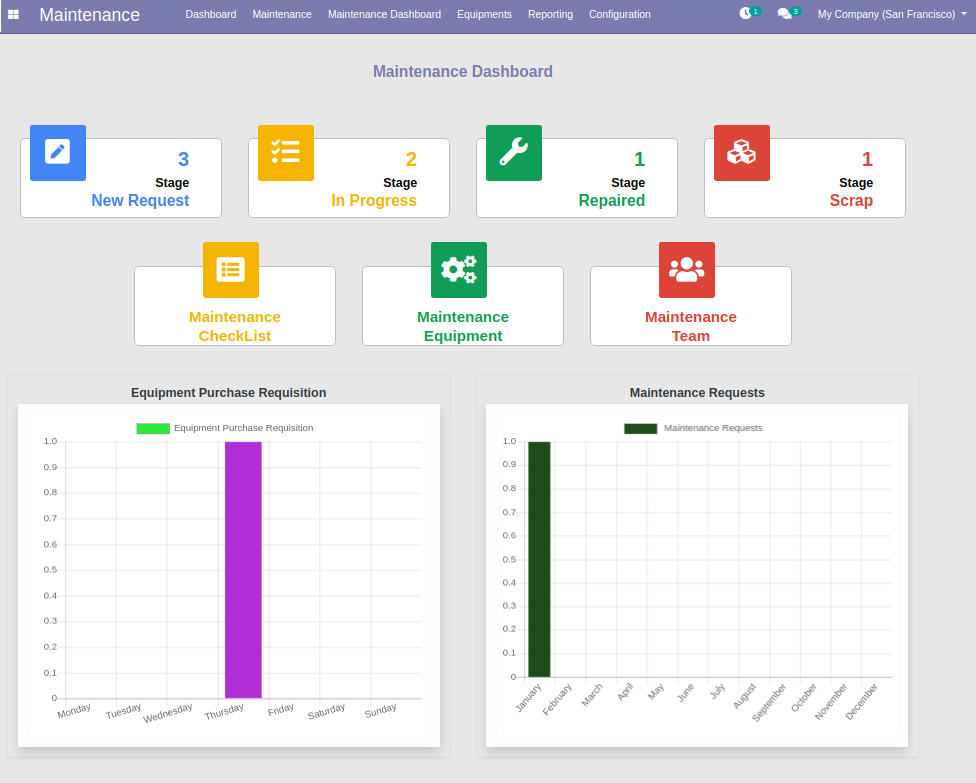 Maintenance Dashboard Maintenance Maintenance Dashboard Equipments Reporting Configuration 1 3 My Company (San Francisco)
Maintenance Dashboard
3
Stage
New Request
2
Stage
In Progress
1
Stage
Repaired
1
Stage
Scrap
Maintenance
CheckList
Maintenance
Equipment
Maintenance
Team
Equipment Purchase Requisition
Equipment Purchase Requisition
1.0
0.9
0.8
0.7
0.6
0.5
0.4
0.3
0.2
0.1
0
Monday Tuesday Wednesday Thursday Friday Saturday Sunday
Maintenance Requests
Maintenance Requests
1.0
0.9
0.8
0.7
0.6
0.5
0.4
0.3
0.2
0.1
0
January February March April May June July August September October November December